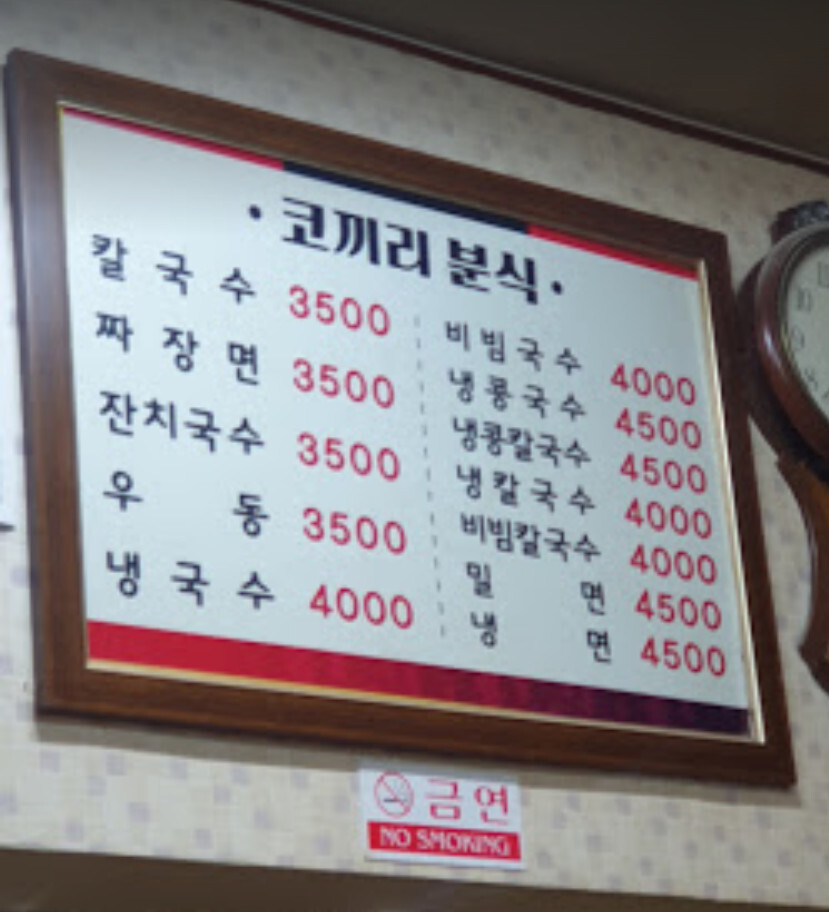 · 코끼리 분식 ·
칼국수 3500
짜장면 3500
잔치국수 3500
우동 3500
냉국수 4000
비빔국수 4000
냉콩국수 4500
냉콩칼국수 4500
냉칼국수 4000
비빔칼국수 4000
밀면 4500
냉면 4500
금연
NO SMOKING